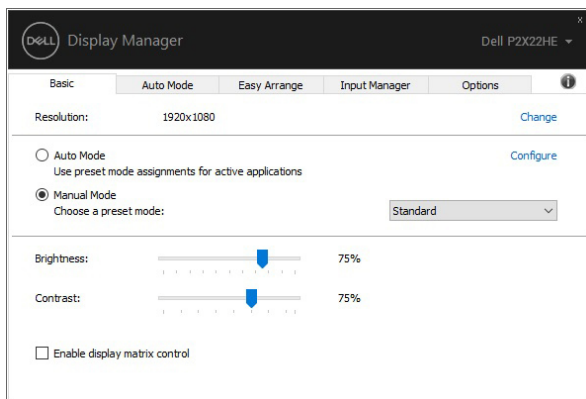 x
DELL Display Manager Dell P2X22HE
Basic Auto Mode Easy Arrange Input Manager Options i
Resolution: 1920x1080 Change
Auto Mode Configure
Use preset mode assignments for active applications
Manual Mode
Choose a preset mode: Standard
Brightness: 75%
Contrast: 75%
Enable display matrix control